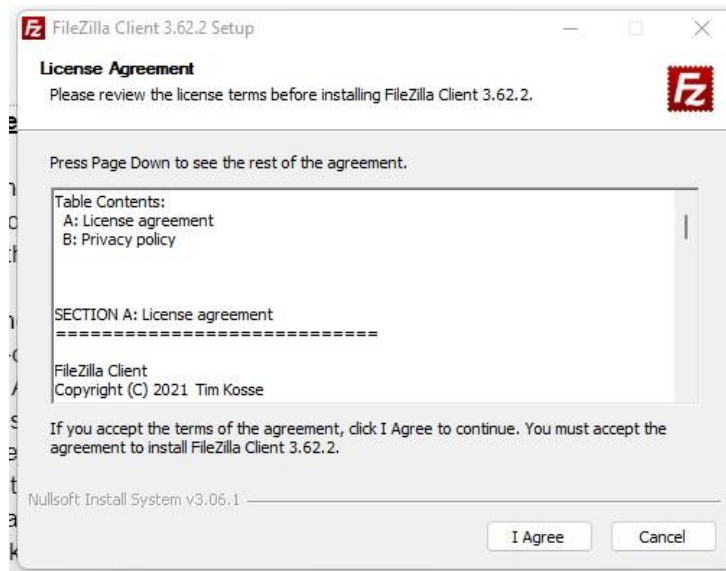 FileZilla Client 3.62.2 Setup
License Agreement
Please review the license terms before installing FileZilla Client 3.62.2.
Fz
Press Page Down to see the rest of the agreement.
Table Contents:
A: License agreement
B: Privacy policy
SECTION A: License agreement
============================
FileZilla Client
Copyright (C) 2021 Tim Kosse
If you accept the terms of the agreement, click I Agree to continue. You must accept the
agreement to install FileZilla Client 3.62.2.
Nullsoft Install System v3.06.1
I Agree
Cancel